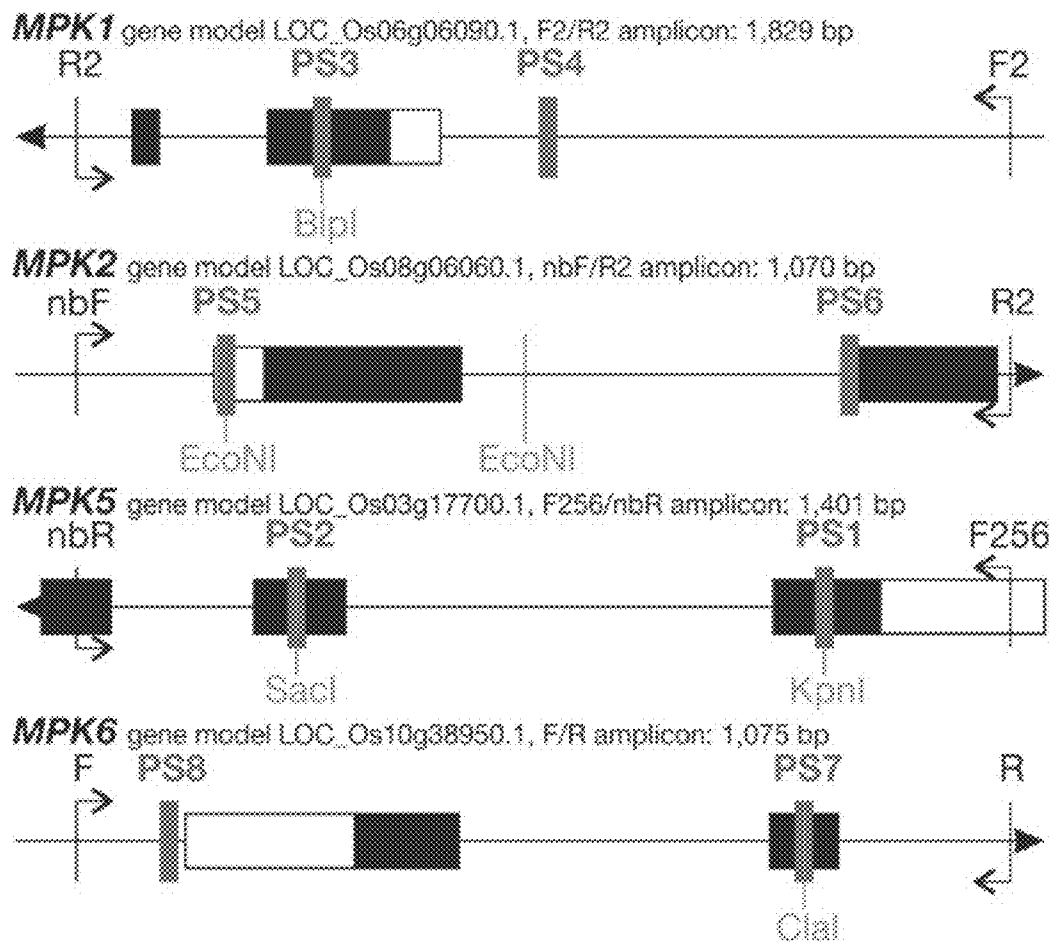 MPK1 gene model LOC_Os06g06090.1, F2/R2 amplicon: 1,829 bp
R2 PS3 PS4 F2
BlpI
MPK2 gene model LOC_Os08g06060.1, nbF/R2 amplicon: 1,070 bp
nbF PS5 PS6 R2
EcoNI EcoNI
MPK5 gene model LOC_Os03g17700.1, F256/nbR amplicon: 1,401 bp
nbR PS2 PS1 F256
SacI KpnI
MPK6 gene model LOC_Os10g38950.1, F/R amplicon: 1,075 bp
F PS8 PS7 R
ClaI